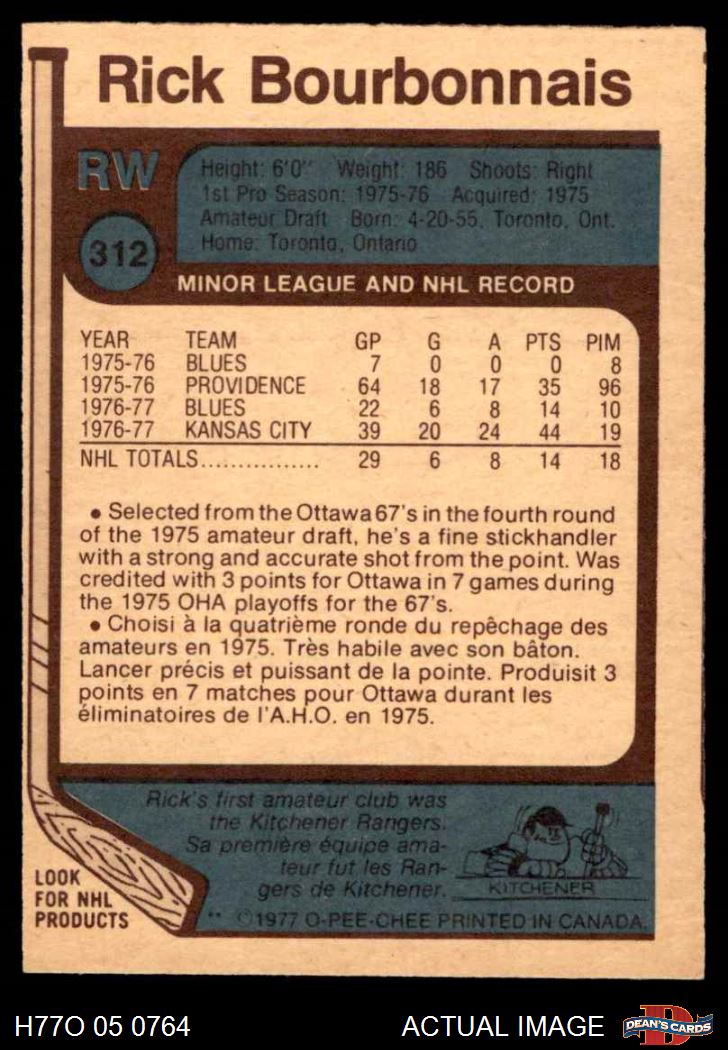 Rick Bourbonnais
RW
312
Height: 6'0" Weight: 186 Shoots: Right
1st Pro Season: 1975-76 Acquired: 1975
Amateur Draft Born: 4-20-55, Toronto, Ont.
Home: Toronto, Ontario
MINOR LEAGUE AND NHL RECORD
YEAR TEAM GP G A PTS PIM
1975-76 BLUES 7 0 0 0 8
1975-76 PROVIDENCE 64 18 17 35 96
1976-77 BLUES 22 6 8 14 10
1976-77 KANSAS CITY 39 20 24 44 19
NHL TOTALS................ 29 6 8 14 18
• Selected from the Ottawa 67's in the fourth round
of the 1975 amateur draft, he's a fine stickhandler
with a strong and accurate shot from the point. Was
credited with 3 points for Ottawa in 7 games during
the 1975 OHA playoffs for the 67's.
• Choisi à la quatrième ronde du repêchage des
amateurs en 1975. Très habile avec son bâton.
Lancer précis et puissant de la pointe. Produisit 3
points en 7 matches pour Ottawa durant les
éliminatoires de l'A.H.O. en 1975.
Rick's first amateur club was
the Kitchener Rangers.
Sa première équipe ama-
teur fut les Ran-
gers de Kitchener.
KITCHENER
LOOK
FOR NHL
PRODUCTS
** ©1977 O-PEE-CHEE PRINTED IN CANADA.
H77O 05 0764
ACTUAL IMAGE
D
DEAN'S CARDS